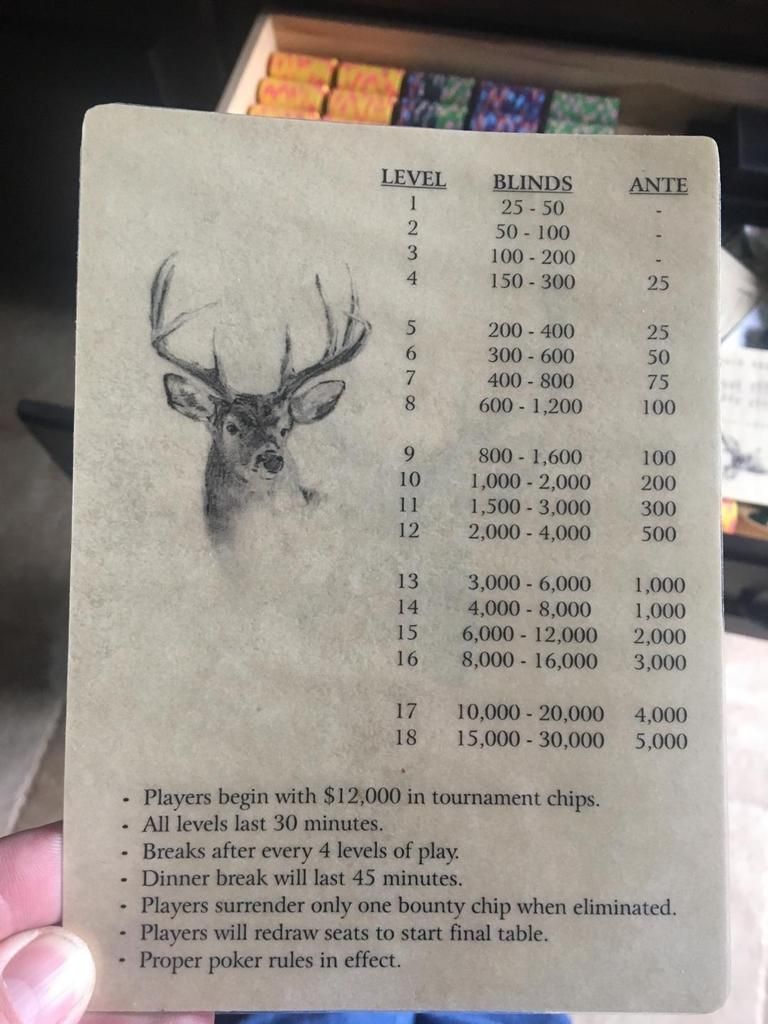 LEVEL BLINDS ANTE
1 25 - 50 -
2 50 - 100 -
3 100 - 200 -
4 150 - 300 25
5 200 - 400 25
6 300 - 600 50
7 400 - 800 75
8 600 - 1,200 100
9 800 - 1,600 100
10 1,000 - 2,000 200
11 1,500 - 3,000 300
12 2,000 - 4,000 500
13 3,000 - 6,000 1,000
14 4,000 - 8,000 1,000
15 6,000 - 12,000 2,000
16 8,000 - 16,000 3,000
17 10,000 - 20,000 4,000
18 15,000 - 30,000 5,000
- Players begin with $12,000 in tournament chips.
- All levels last 30 minutes.
- Breaks after every 4 levels of play.
- Dinner break will last 45 minutes.
- Players surrender only one bounty chip when eliminated.
- Players will redraw seats to start final table.
- Proper poker rules in effect.